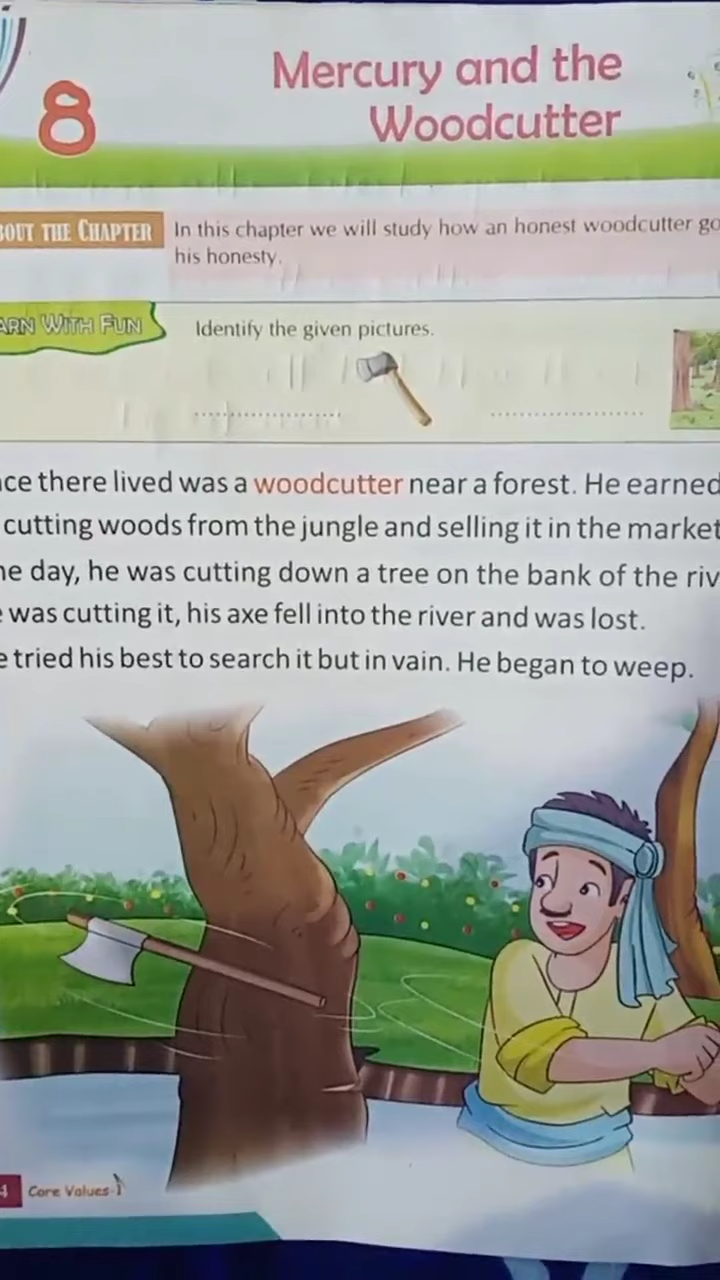 8
Mercury and the
Woodcutter
BOUT THE CHAPTER
In this chapter we will study how an honest woodcutter go
his honesty.
ARN WITH FUN
Identify the given pictures.
ce there lived was a woodcutter near a forest. He earned
cutting woods from the jungle and selling it in the market
e day, he was cutting down a tree on the bank of the riv
was cutting it, his axe fell into the river and was lost.
e tried his best to search it but in vain. He began to weep.
4 Core Values-1